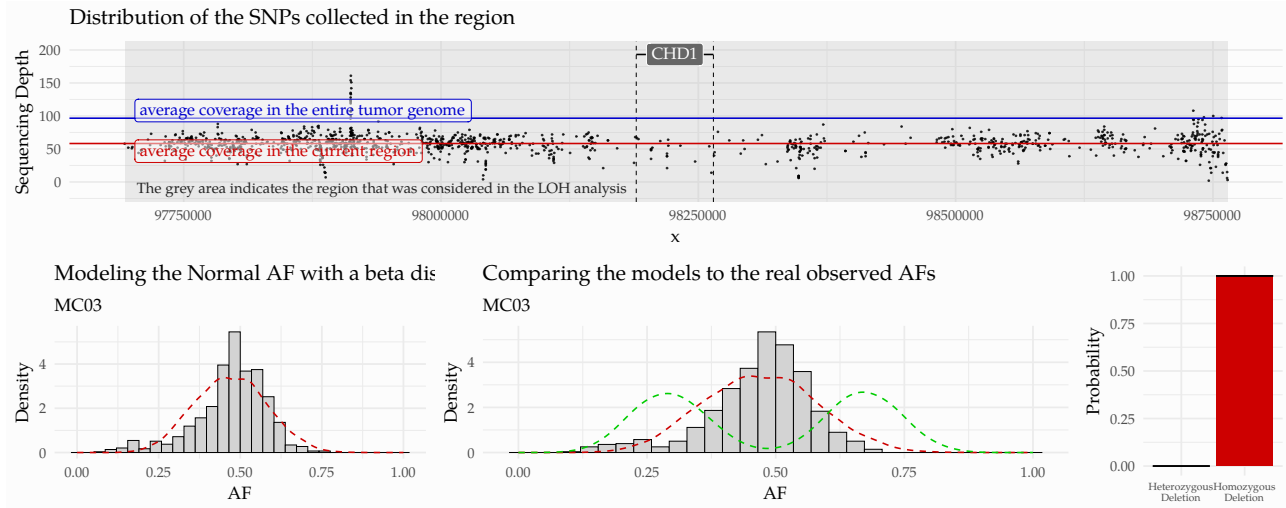 Distribution of the SNPs collected in the region
Sequencing Depth
200
150
100
50
0
CHD1
average coverage in the entire tumor genome
average coverage in the current region
The grey area indicates the region that was considered in the LOH analysis
97750000 98000000 98250000 98500000 98750000
x
Modeling the Normal AF with a beta dis
MC03
Density
4
2
0
0.00 0.25 0.50 0.75 1.00
AF
Comparing the models to the real observed AFs
MC03
Density
4
2
0
0.00 0.25 0.50 0.75 1.00
AF
Probability
1.00
0.75
0.50
0.25
0.00
Heterozygous Homozygous
Deletion Deletion